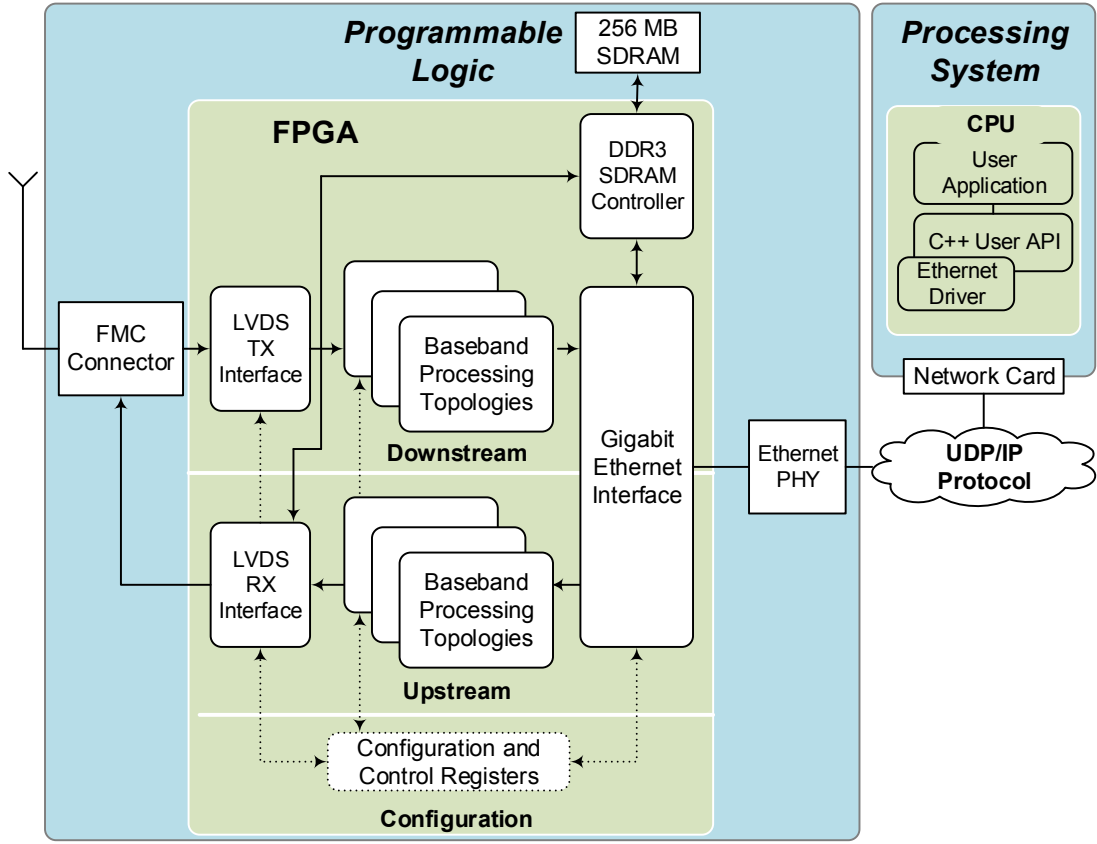 Programmable
Logic
256 MB
SDRAM
Processing
System
FPGA
DDR3
SDRAM
Controller
CPU
User
Application
C++ User API
Ethernet
Driver
FMC
Connector
LVDS
TX
Interface
Baseband
Processing
Topologies
Downstream
Network Card
Gigabit
Ethernet
Interface
Ethernet
PHY
UDP/IP
Protocol
LVDS
RX
Interface
Baseband
Processing
Topologies
Upstream
Configuration and
Control Registers
Configuration